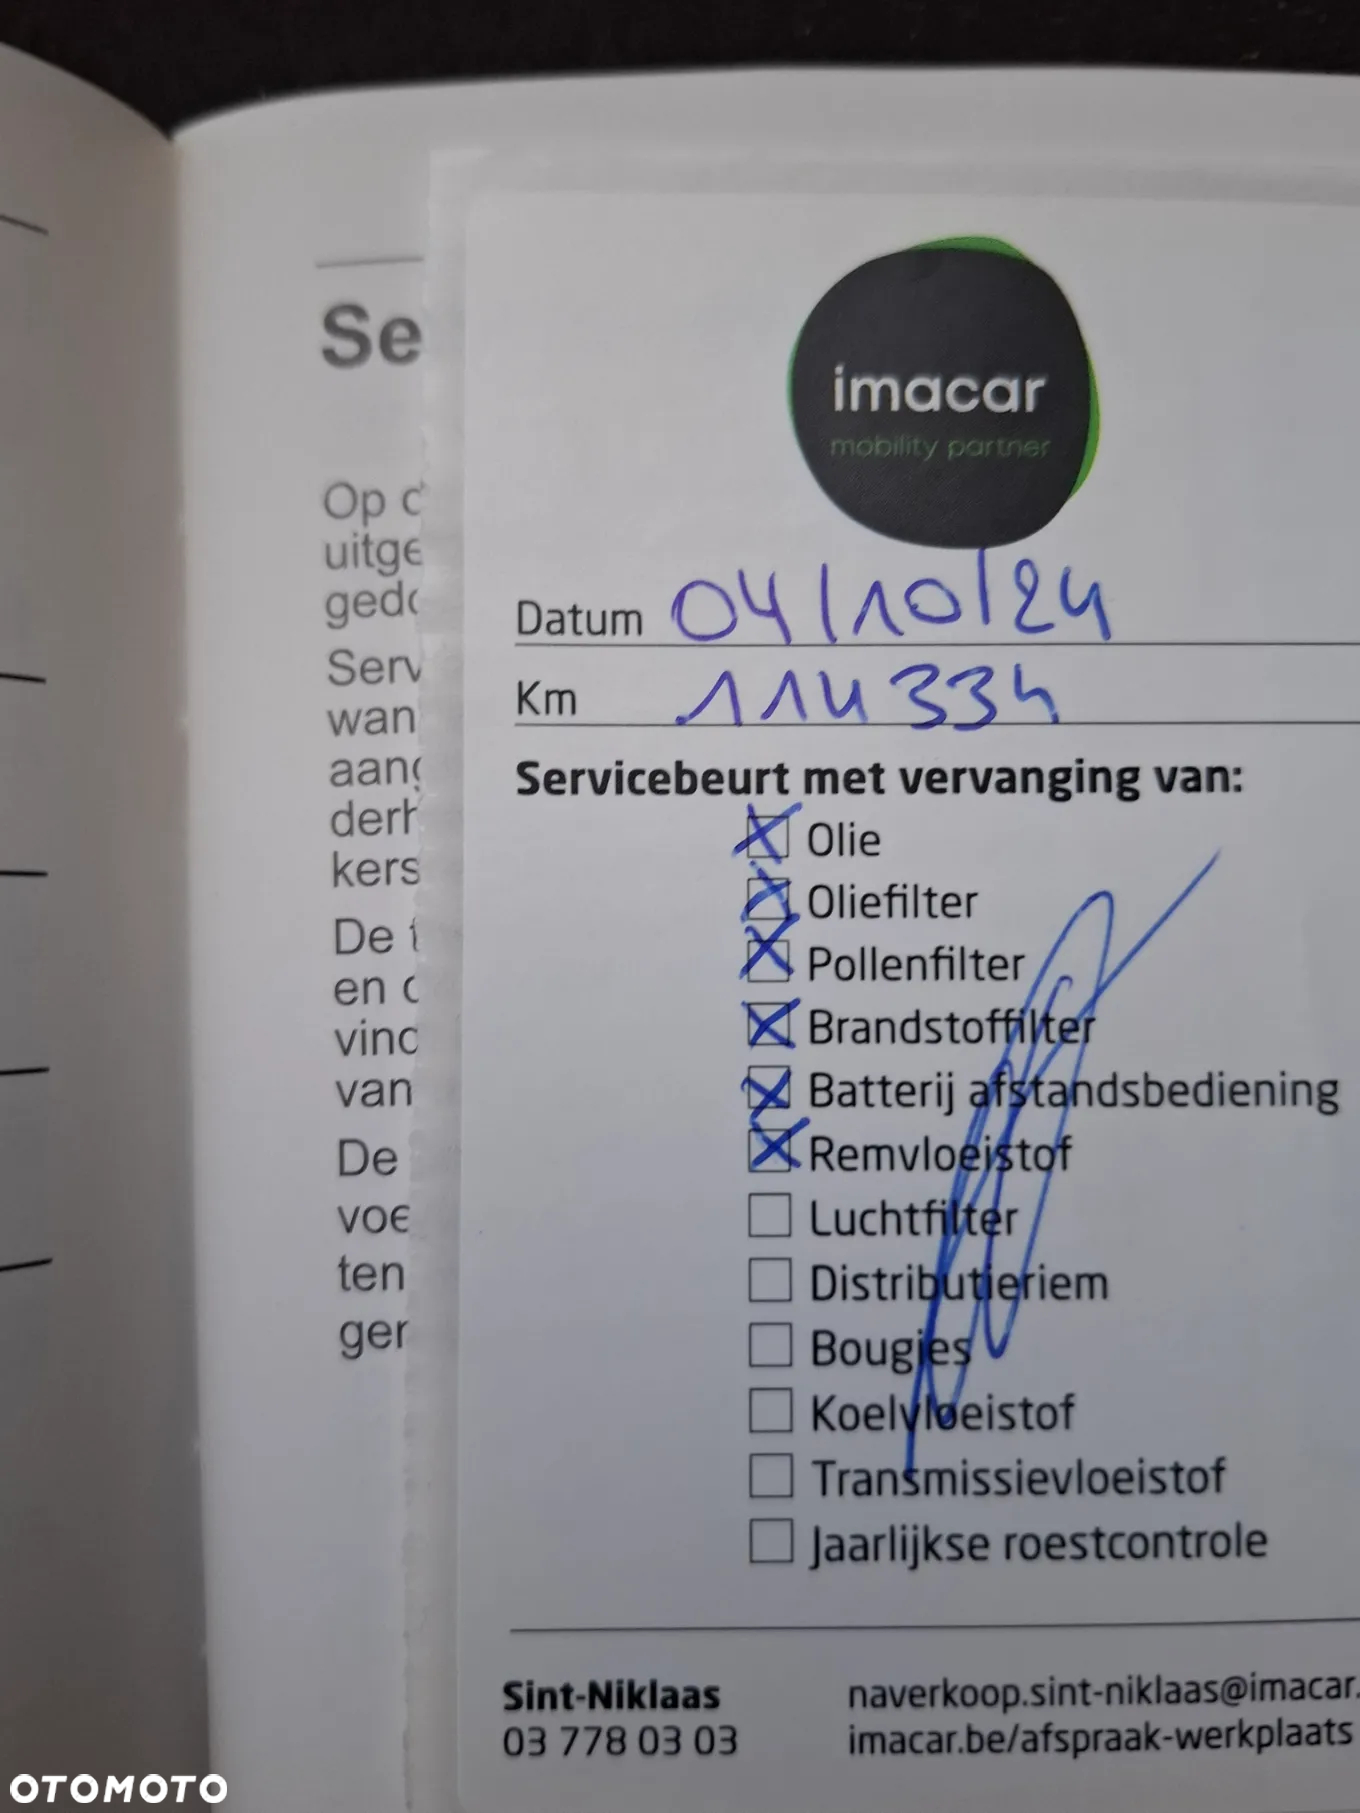 Se
Op d
uitge
gedo
Serv
wan
aang
derh
kers
De f
en d
vind
van
De
voe
ten
ger
imacar
mobility partner
Datum 04/10/24
Km 114334
Servicebeurt met vervanging van:
Olie
Oliefilter
Pollenfilter
Brandstoffilter
Batterij afstandsbediening
Remvloeistof
Luchtfilter
Distributieriem
Bougies
Koelvloeistof
Transmissievloeistof
Jaarlijkse roestcontrole
Sint-Niklaas
03 778 03 03
naverkoop.sint-niklaas@imacar.
imacar.be/afspraak-werkplaats
OTOMOTO